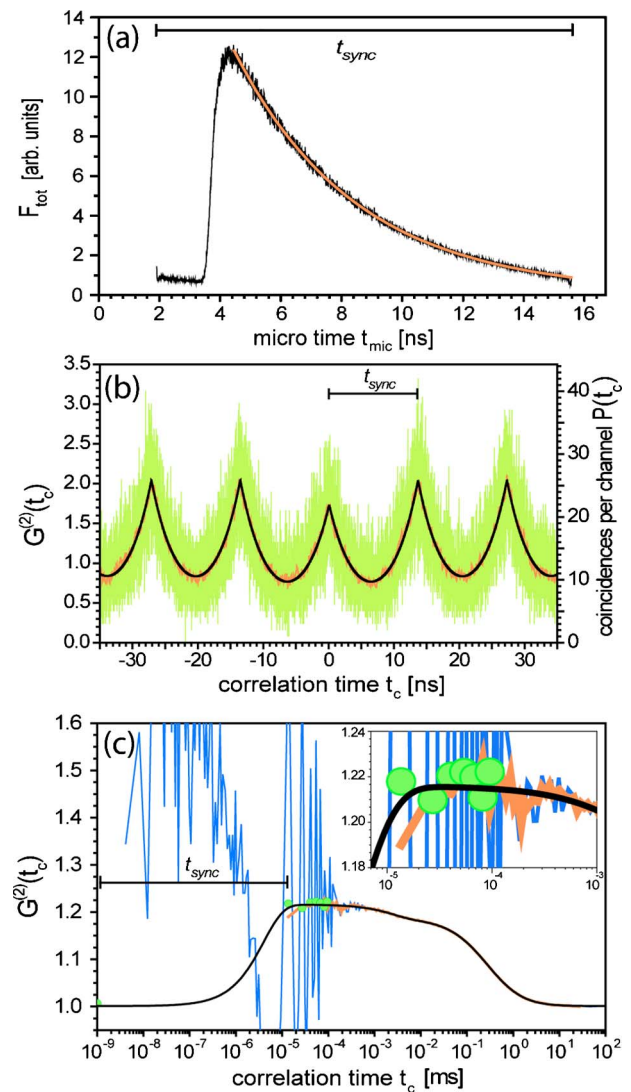 (a)
t_sync
F_tot [arb. units]
14
12
10
8
6
4
2
0
0 2 4 6 8 10 12 14 16
micro time t_mic [ns]
(b)
t_sync
G^(2)(t_c)
3.5
3.0
2.5
2.0
1.5
1.0
0.5
0.0
40
30
20
10
0
coincidences per channel P(t_c)
-30 -20 -10 0 10 20 30
correlation time t_c [ns]
(c)
t_sync
G^(2)(t_c)
1.6
1.5
1.4
1.3
1.2
1.1
1.0
1.24
1.22
1.20
1.18
10^-5 10^-4 10^-3
10^-9 10^-8 10^-7 10^-6 10^-5 10^-4 10^-3 10^-2 10^-1 10^0 10^1 10^2
correlation time t_c [ms]